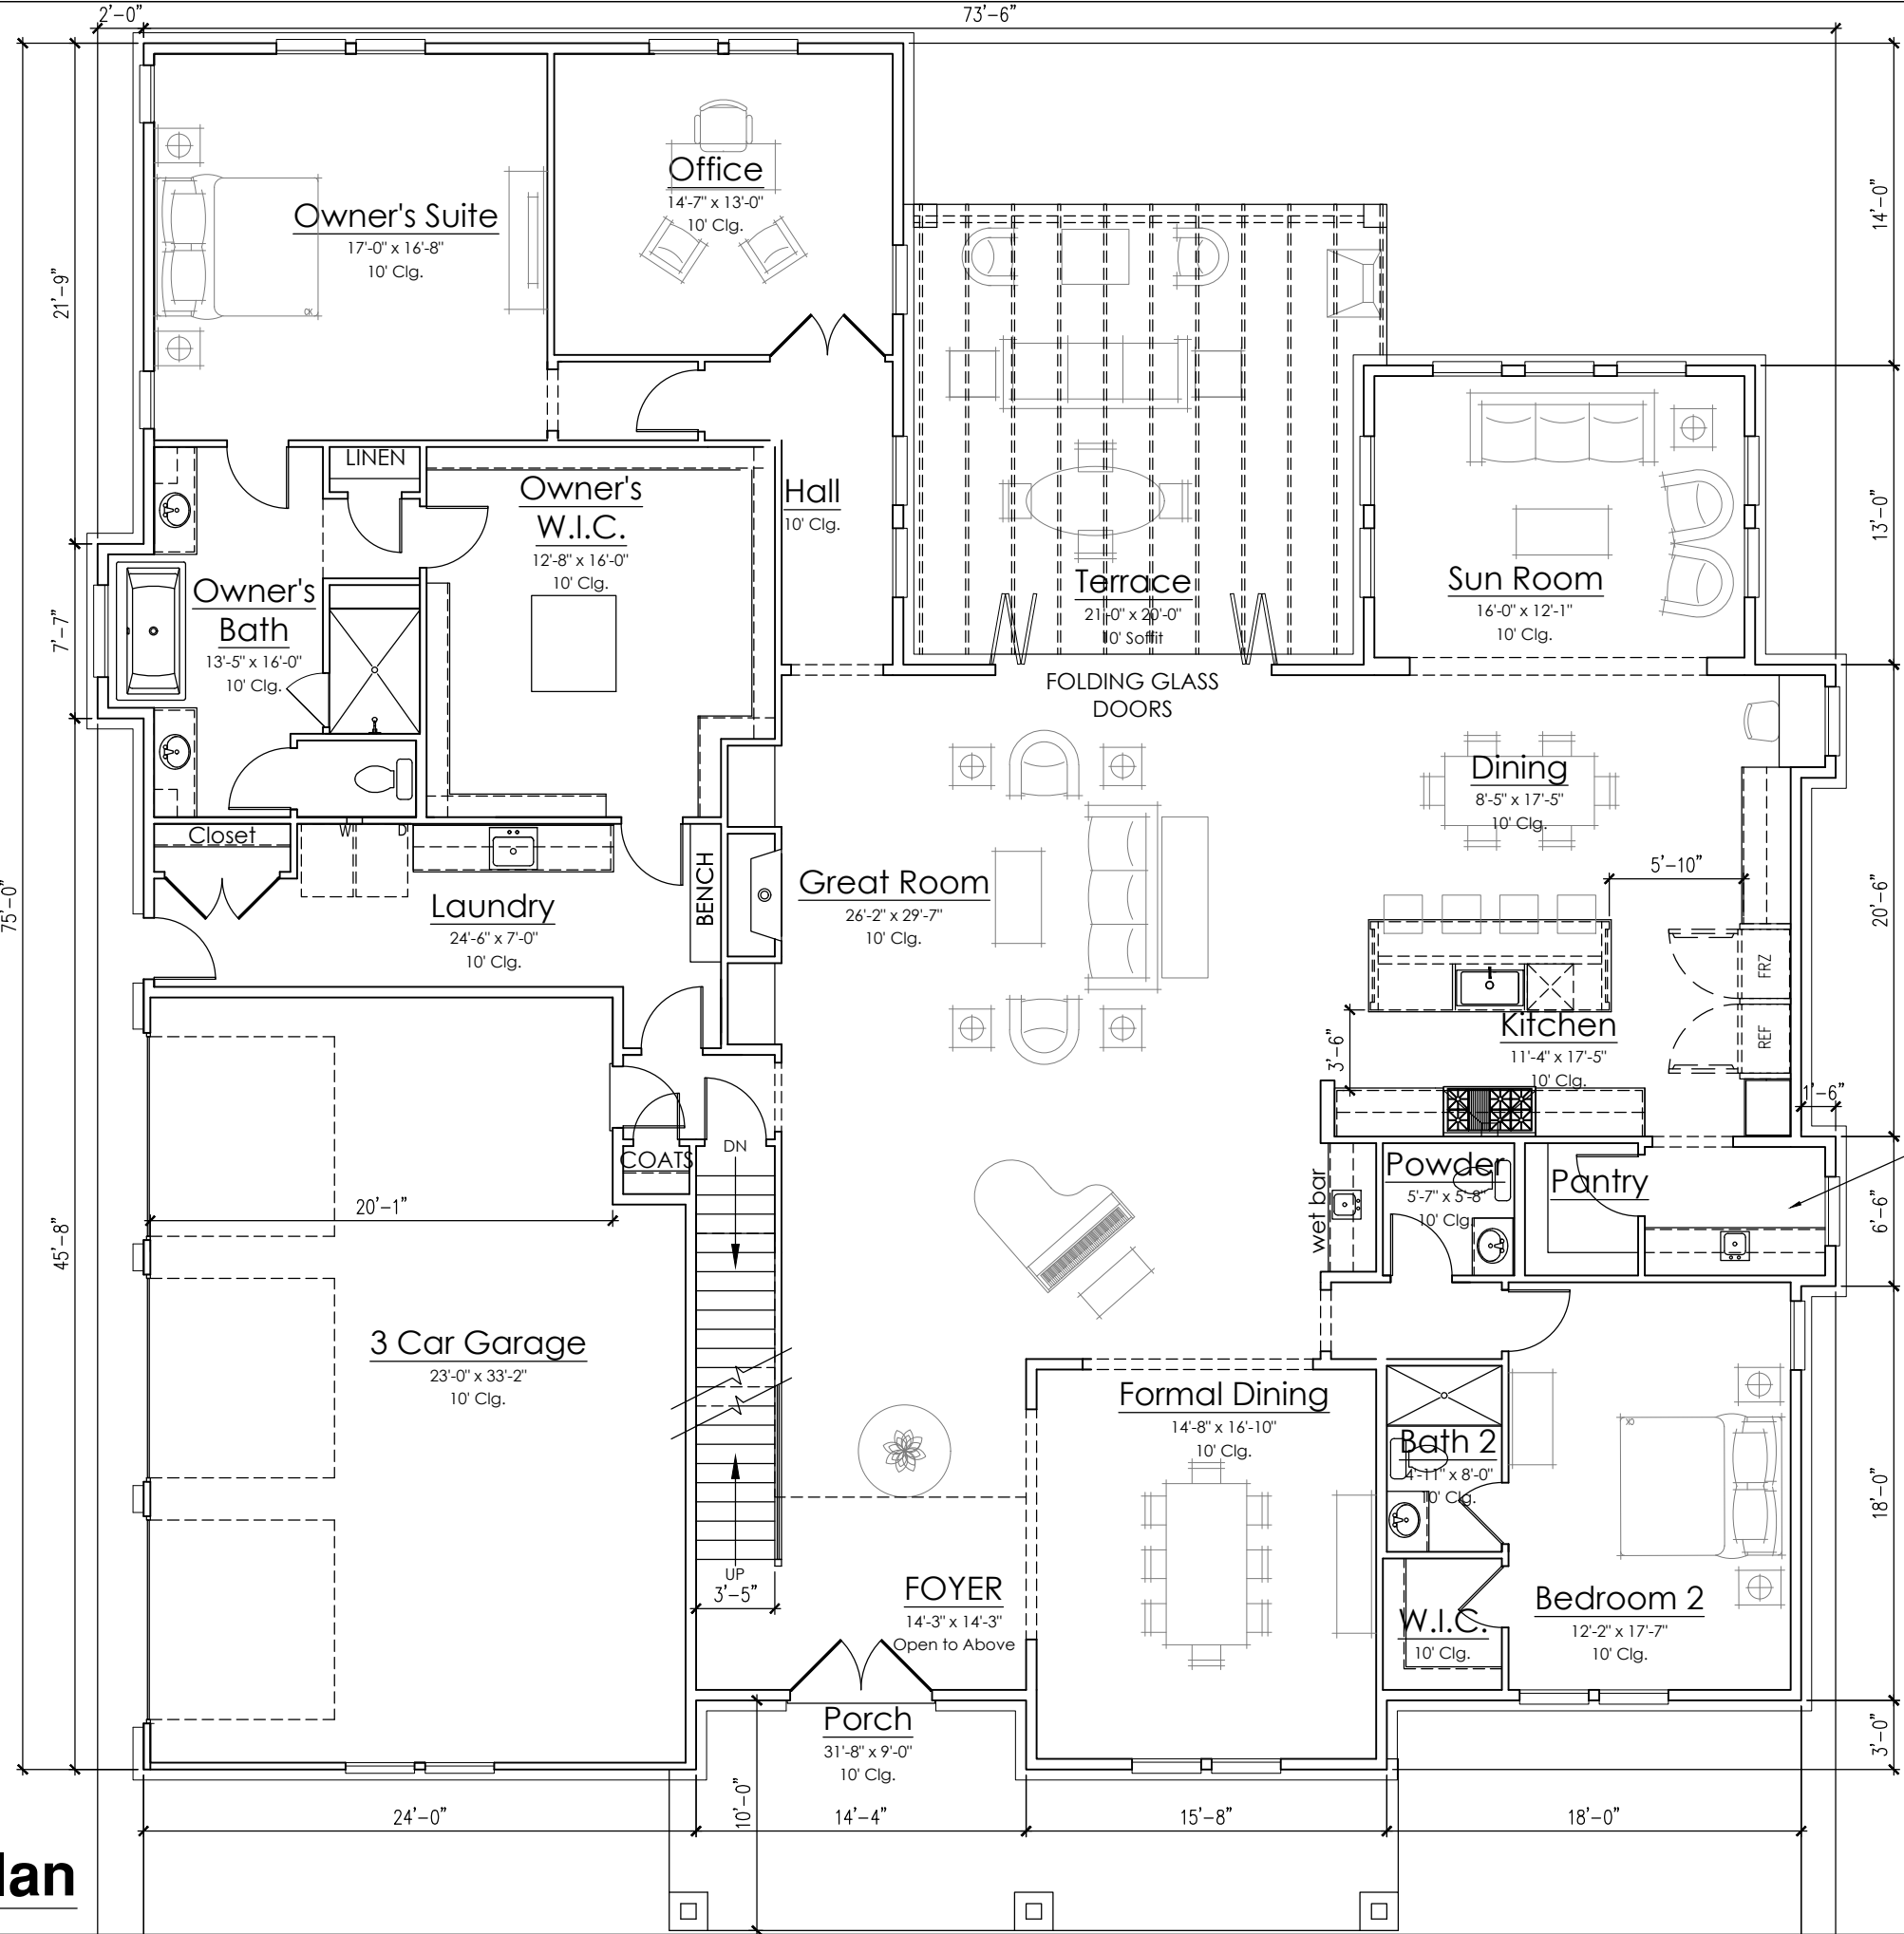 2'-0"
73'-6"
Office
14'-7" x 13'-0"
10' Clg.
Owner's Suite
17'-0" x 16'-8"
10' Clg.
21'-9"
14'-0"
LINEN
Owner's
W.I.C.
12'-8" x 16'-0"
10' Clg.
Hall
10' Clg.
13'-0"
Terrace
21'-0" x 20'-0"
10' Soffit
Sun Room
16'-0" x 12'-1"
10' Clg.
7'-7"
Owner's
Bath
13'-5" x 16'-0"
10' Clg.
FOLDING GLASS
DOORS
Dining
8'-5" x 17'-5"
10' Clg.
Closet
W
D
5'-10"
BENCH
Great Room
26'-2" x 29'-7"
10' Clg.
75'-0"
Laundry
24'-6" x 7'-0"
10' Clg.
20'-6"
FRZ
REF
Kitchen
11'-4" x 17'-5"
10' Clg.
3'-6"
1'-6"
DN
COATS
wet bar
Powder
5'-7" x 5'-8"
10' Clg.
Pantry
6'-6"
20'-1"
45'-8"
3 Car Garage
23'-0" x 33'-2"
10' Clg.
Formal Dining
14'-8" x 16'-10"
10' Clg.
Bath 2
4'-11" x 8'-0"
10' Clg.
18'-0"
UP
3'-5"
FOYER
14'-3" x 14'-3"
Open to Above
W.I.C.
10' Clg.
Bedroom 2
12'-2" x 17'-7"
10' Clg.
Porch
31'-8" x 9'-0"
10' Clg.
3'-0"
10'-0"
24'-0"
14'-4"
15'-8"
18'-0"
lan